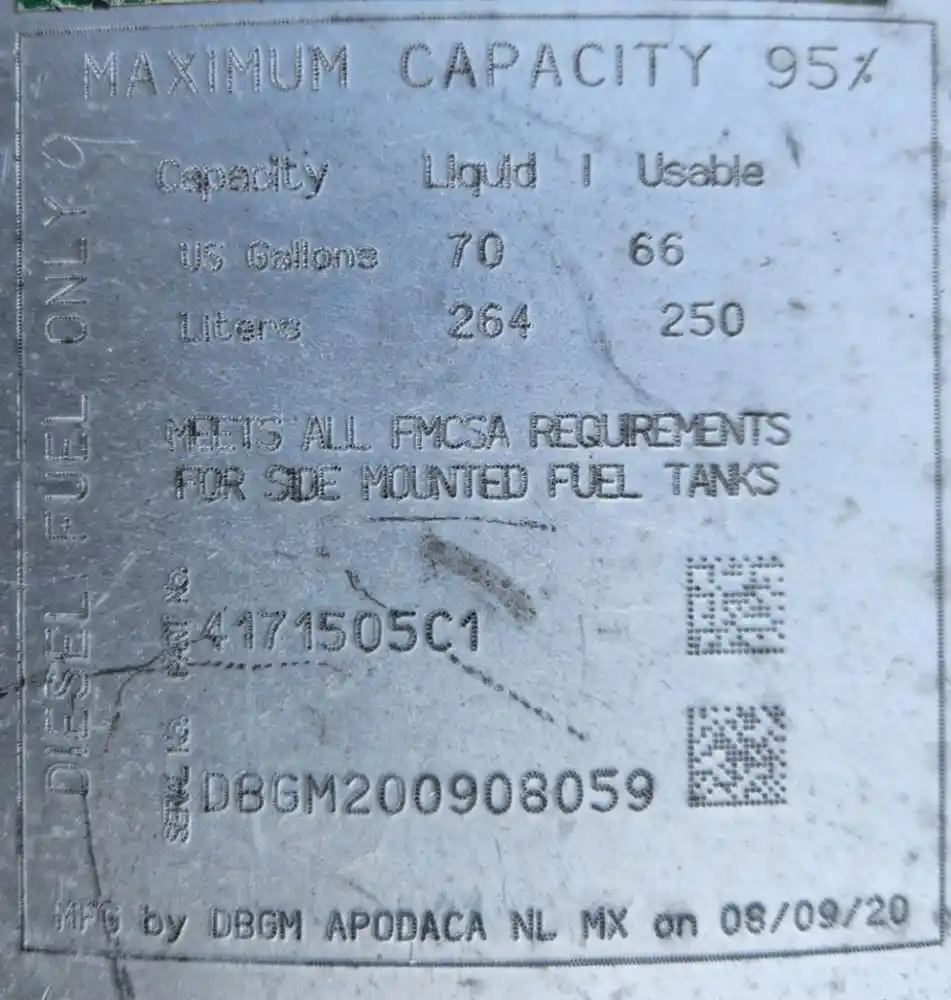 MAXIMUM CAPACITY 95%
Capacity Liquid | Usable
US Gallons 70 66
Liters 264 250
MEETS ALL FMCSA REQUIREMENTS
FOR SIDE MOUNTED FUEL TANKS
PART No. 4171505C1
SERIAL No. DBGM200908059
MFG by DBGM APODACA NL MX on 08/09/20
DIESEL FUEL ONLY